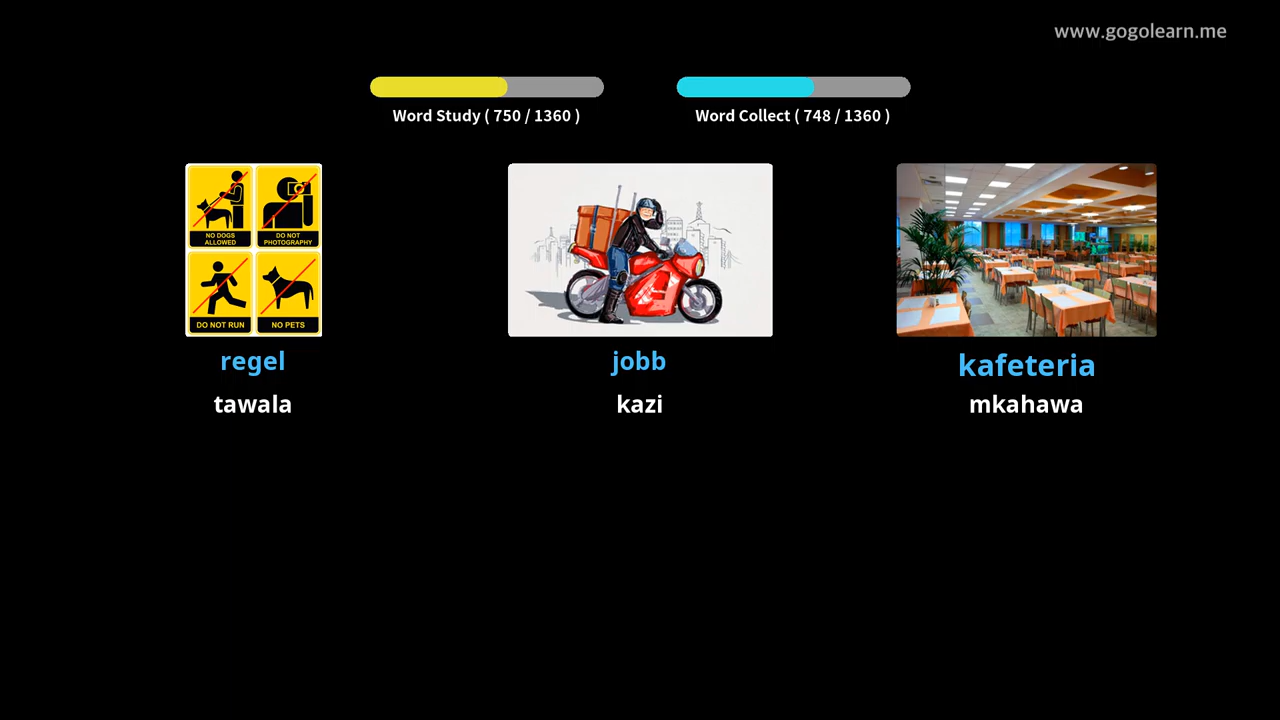 www.gogolearn.me
Word Study ( 750 / 1360 )
Word Collect ( 748 / 1360 )
NO DOGS
ALLOWED
DO NOT
PHOTOGRAPHY
DO NOT RUN
NO PETS
regel
jobb
kafeteria
tawala
kazi
mkahawa